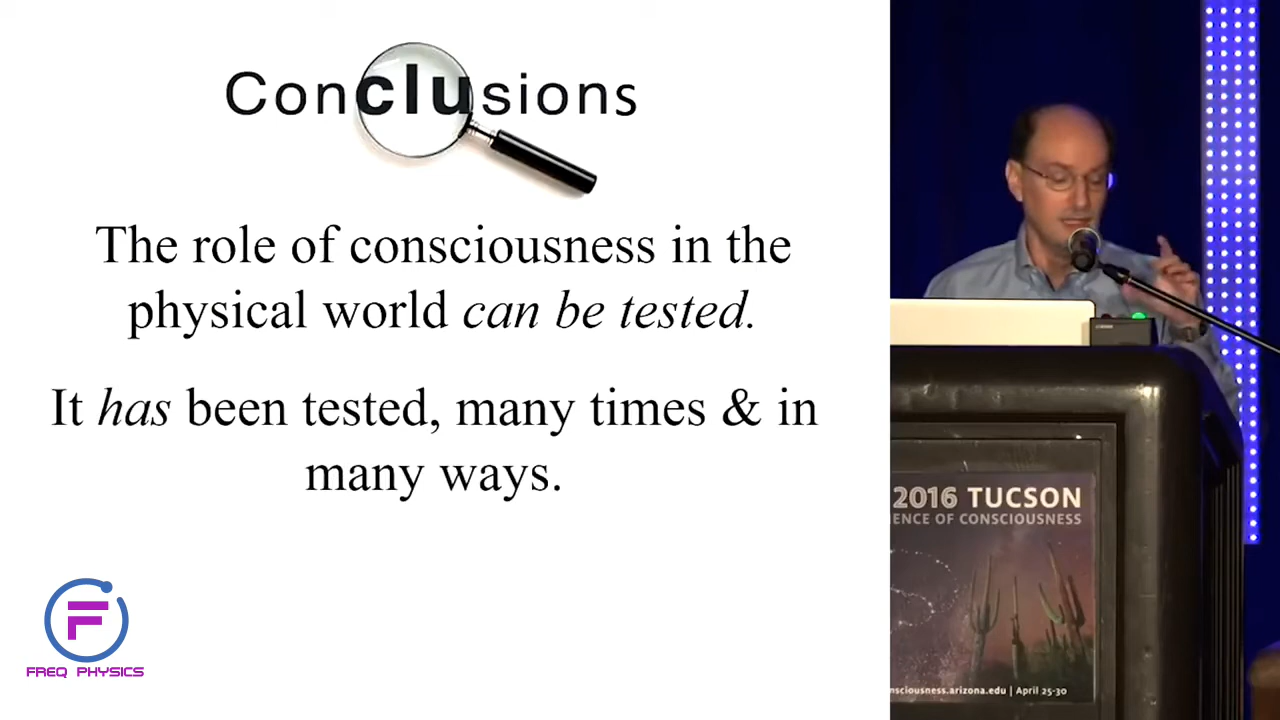 Conclusions
The role of consciousness in the
physical world can be tested.
It has been tested, many times & in
many ways.
FREQ PHYSICS
2016 TUCSON
ENCE OF CONSCIOUSNESS
nsciousness.arizona.edu | April 25-30